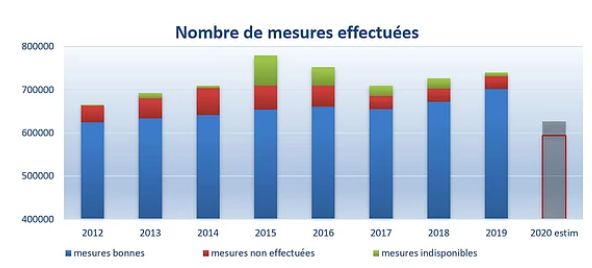 Nombre de mesures effectuées
800000
700000
600000
500000
400000
2012 2013 2014 2015 2016 2017 2018 2019 2020 estim
mesures bonnes mesures non effectuées mesures indisponibles